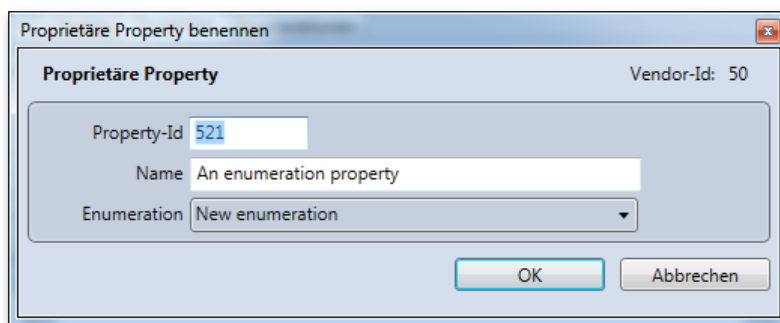 Proprietäre Property benennen
Proprietäre Property Vendor-Id: 50
Property-Id 521
Name An enumeration property
Enumeration New enumeration
OK Abbrechen